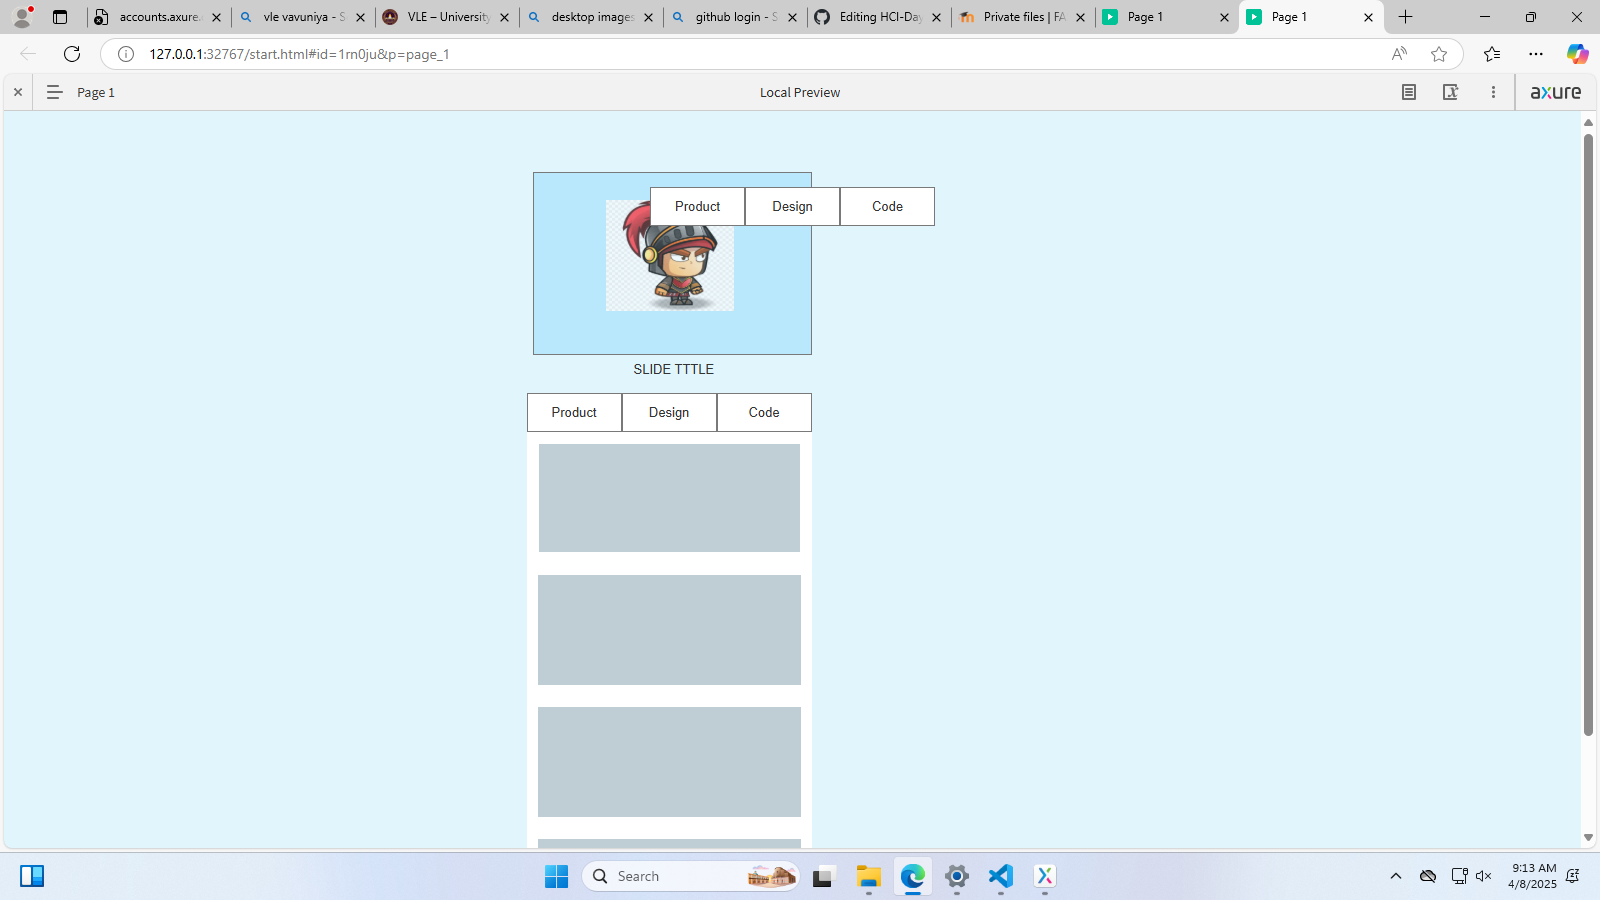 accounts.axure.
vle vavuniya - S
VLE – University
desktop images
github login - S
Editing HCI-Day
Private files | FA
Page 1
Page 1
127.0.0.1:32767/start.html#id=1rn0ju&p=page_1
Page 1
Local Preview
axure
Product
Design
Code
SLIDE TTTLE
Product
Design
Code
Search
9:13 AM
4/8/2025